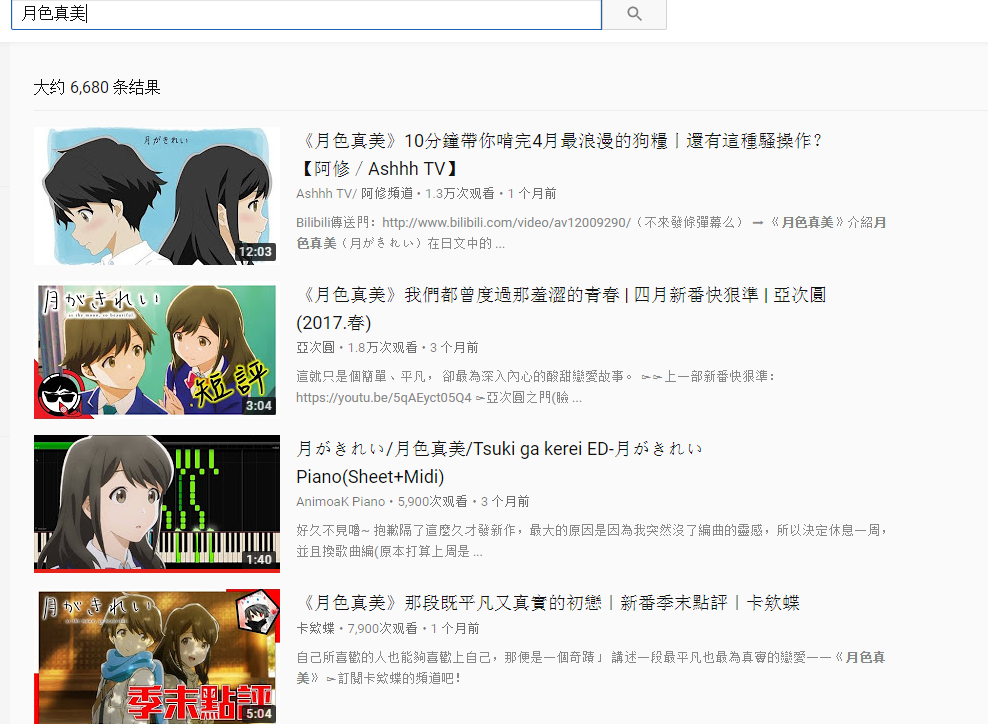 月色真美
大约 6,680 条结果
月がきれい
12:03
《月色真美》10分鐘帶你啃完4月最浪漫的狗糧丨還有這種騷操作？
【阿修 / Ashhh TV】
Ashhh TV/ 阿修頻道 • 1.3万次观看 • 1 个月前
Bilibili傳送門：http://www.bilibili.com/video/av12009290/（不來發條彈幕么） ➡ 《月色真美》介紹月
色真美（月がきれい）在日文中的 ...
月がきれい
as the moon, so beautiful.
短評
3:04
《月色真美》我們都曾度過那羞澀的青春 | 四月新番快狠準 | 亞次圓
(2017.春)
亞次圓 • 1.8万次观看 • 3 个月前
這就只是個簡單、平凡， 卻最為深入內心的酸甜戀愛故事。 ➣➣上一部新番快狠準：
https://youtu.be/5qAEyct05Q4 ➣亞次圓之門(臉 ...
1:40
月がきれい/月色真美/Tsuki ga kerei ED-月がきれい
Piano(Sheet+Midi)
AnimoaK Piano • 5,900次观看 • 3 个月前
好久不見嚕~ 抱歉隔了這麼久才發新作，最大的原因是因為我突然沒了編曲的靈感，所以決定休息一周，
並且換歌曲編(原本打算上周是 ...
月がきれい
as the moon, so beautiful.
季末點評
5:04
《月色真美》那段既平凡又真實的初戀丨新番季末點評丨卡欸蝶
卡欸蝶 • 7,900次观看 • 1 个月前
自己所喜歡的人也能夠喜歡上自己，那便是一個奇蹟」 講述一段最平凡也最為真實的戀愛——《月色真
美》 ➣訂閱卡欸蝶的頻道吧！